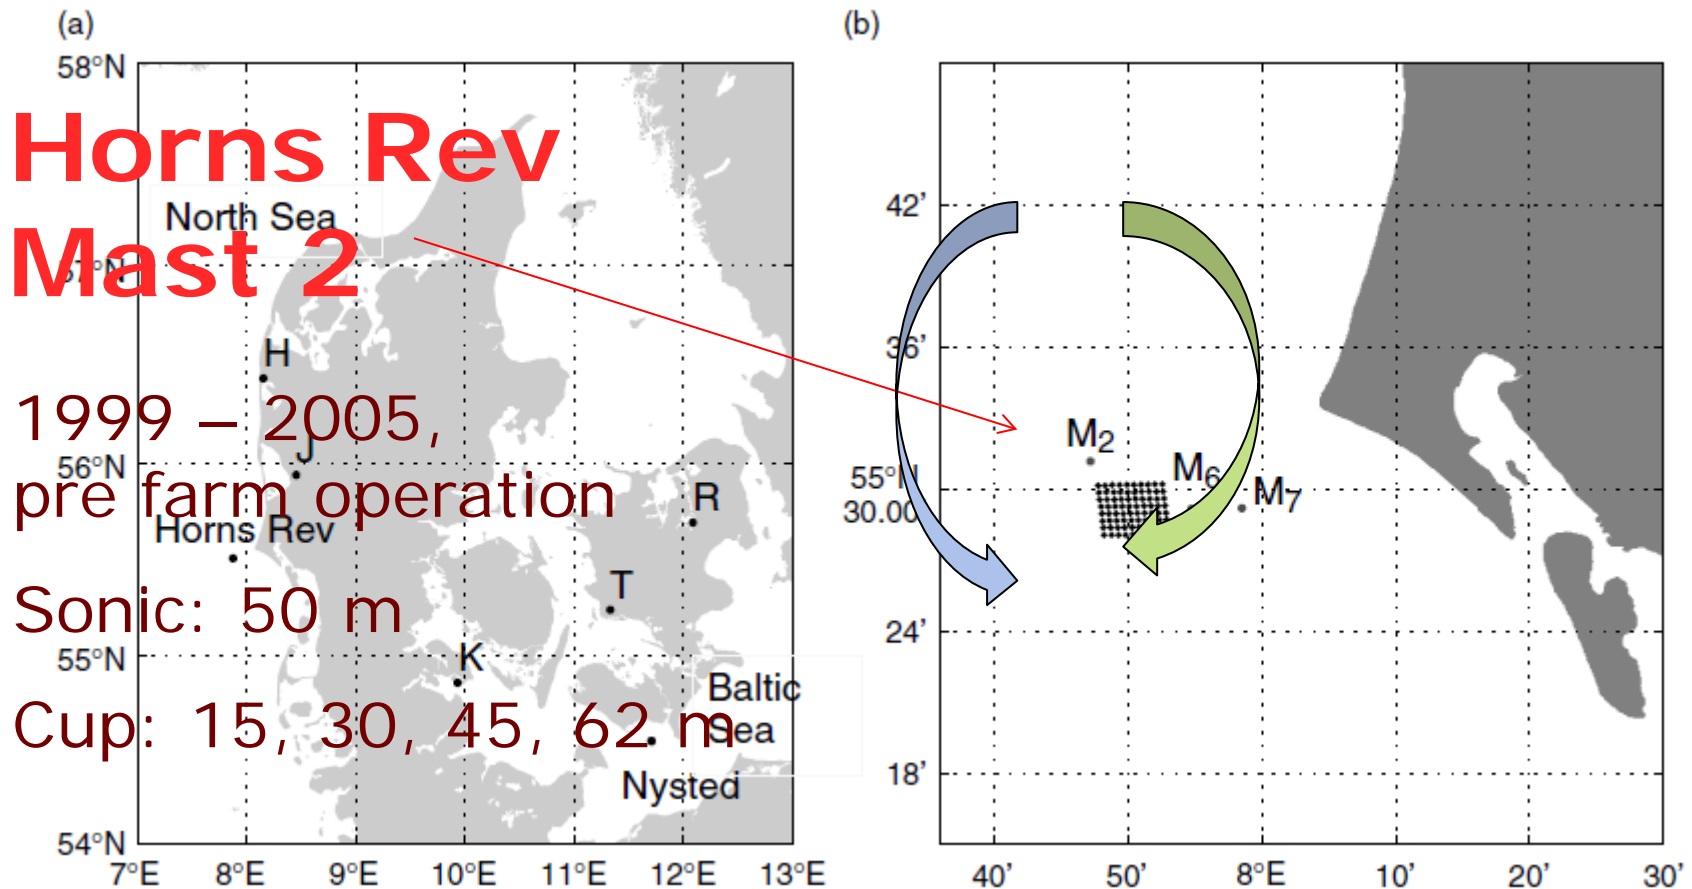 (a)
(b)
58°N
Horns Rev
42'
North Sea
Mast 2
57°N
H
36'
1999 – 2005,
M2
J
56°N
55°N
M6
pre farm operation
R
M7
30.00
Horns Rev
Sonic: 50 m
T
24'
55°N
K
Baltic
Cup: 15, 30, 45, 62 m
Sea
18'
Nysted
54°N
7°E 8°E 9°E 10°E 11°E 12°E 13°E
40' 50' 8°E 10' 20' 30'